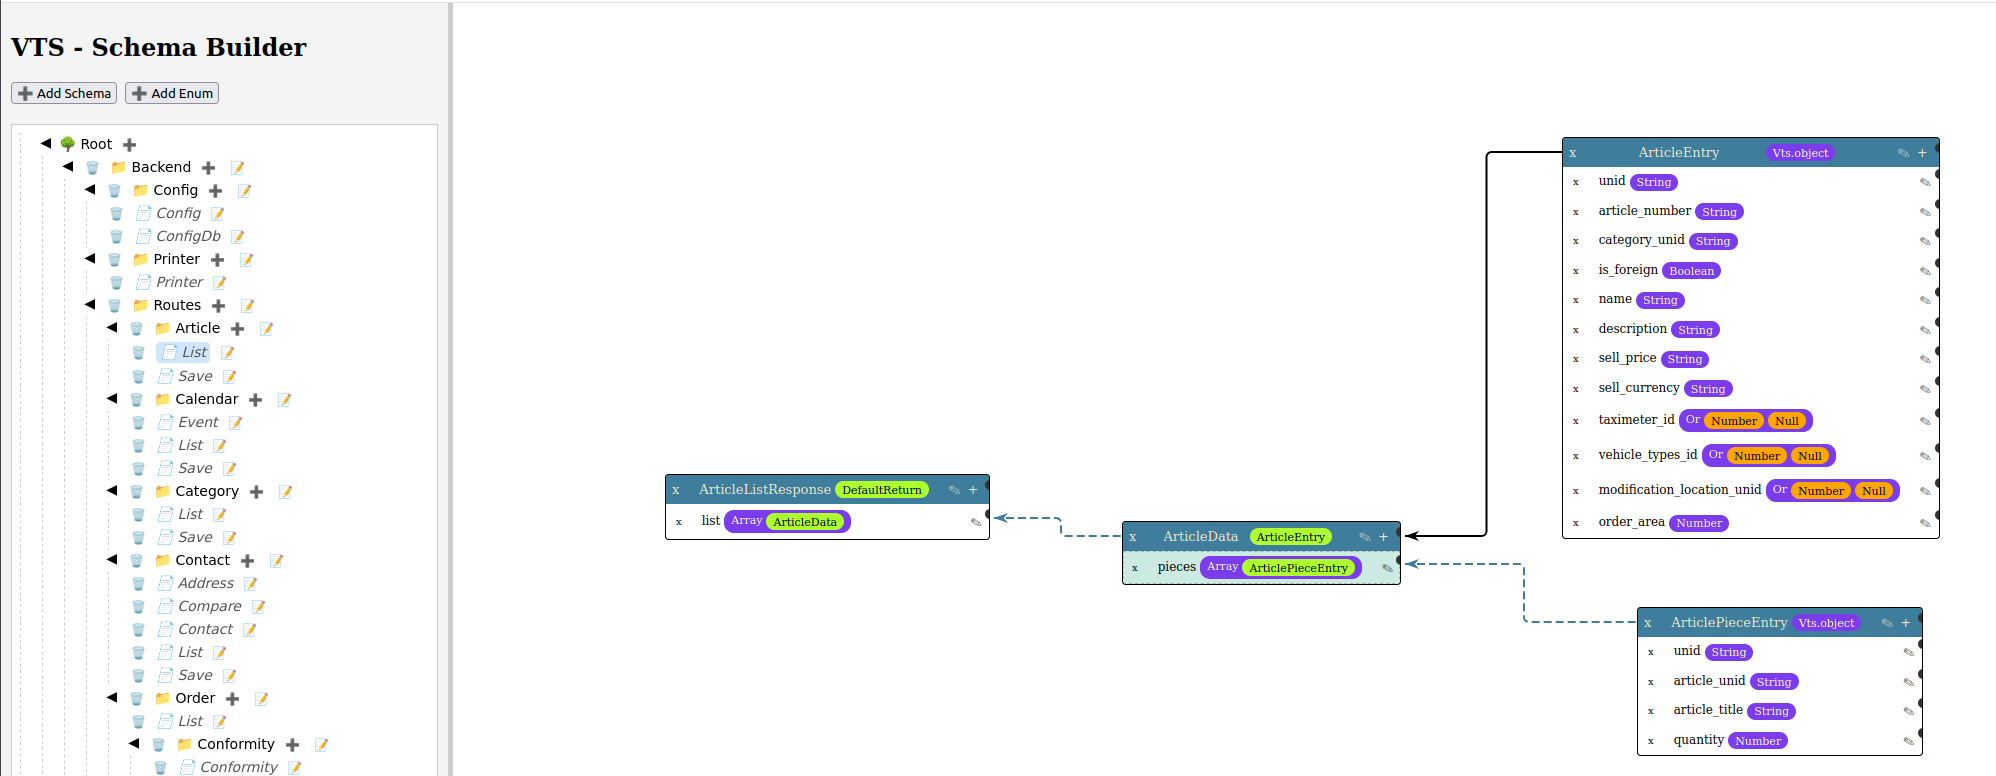 VTS - Schema Builder
➕ Add Schema ➕ Add Enum
Root
Backend
Config
Config
ConfigDb
Printer
Printer
Routes
Article
List
Save
Calendar
Event
List
Save
Category
List
Save
Contact
Address
Compare
Contact
List
Save
Order
List
Conformity
Conformity
x ArticleListResponse DefaultReturn +
x list Array ArticleData
x ArticleData ArticleEntry +
x pieces Array ArticlePieceEntry
x ArticleEntry Vts.object +
x unid String
x article_number String
x category_unid String
x is_foreign Boolean
x name String
x description String
x sell_price String
x sell_currency String
x taximeter_id Or Number Null
x vehicle_types_id Or Number Null
x modification_location_unid Or Number Null
x order_area Number
x ArticlePieceEntry Vts.object +
x unid String
x article_unid String
x article_title String
x quantity Number